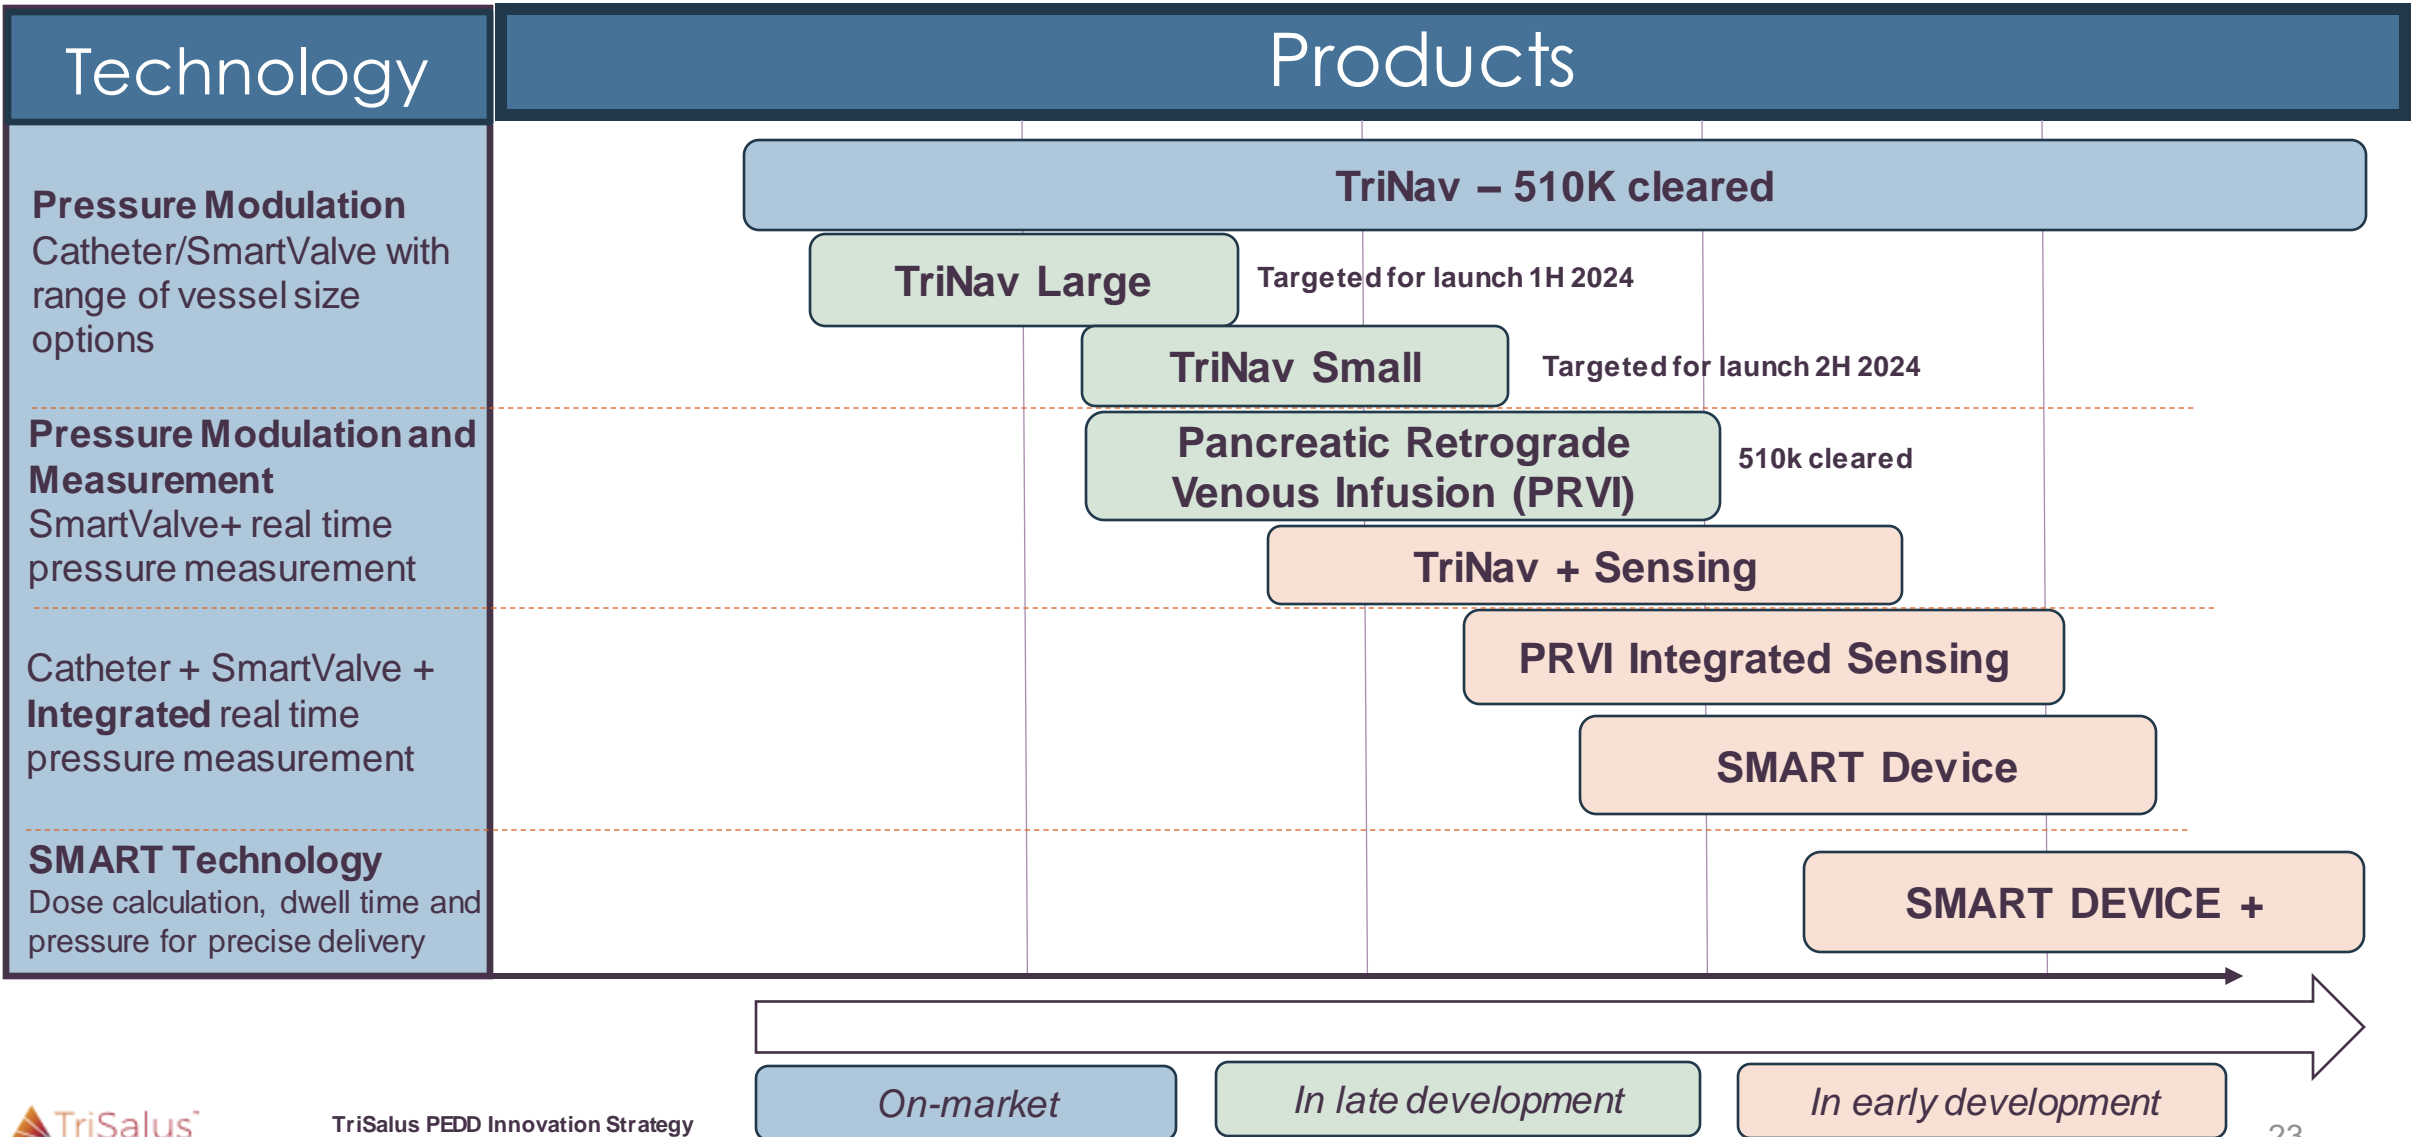 Technology
Products
Pressure Modulation
Catheter/SmartValve with
range of vessel size
options
TriNav – 510K cleared
TriNav Large
Targeted for launch 1H 2024
TriNav Small
Targeted for launch 2H 2024
Pressure Modulation and
Measurement
SmartValve+ real time
pressure measurement
Pancreatic Retrograde
Venous Infusion (PRVI)
510k cleared
TriNav + Sensing
Catheter + SmartValve +
Integrated real time
pressure measurement
PRVI Integrated Sensing
SMART Device
SMART Technology
Dose calculation, dwell time and
pressure for precise delivery
SMART DEVICE +
On-market
In late development
In early development
TriSalus™
TriSalus PEDD Innovation Strategy
23